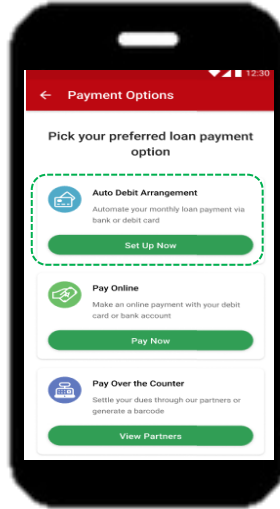 12:30
Payment Options
Pick your preferred loan payment
option
Auto Debit Arrangement
Automate your monthly loan payment via
bank or debit card
Set Up Now
Pay Online
Make an online payment with your debit
card or bank account
Pay Now
Pay Over the Counter
Settle your dues through our partners or
generate a barcode
View Partners